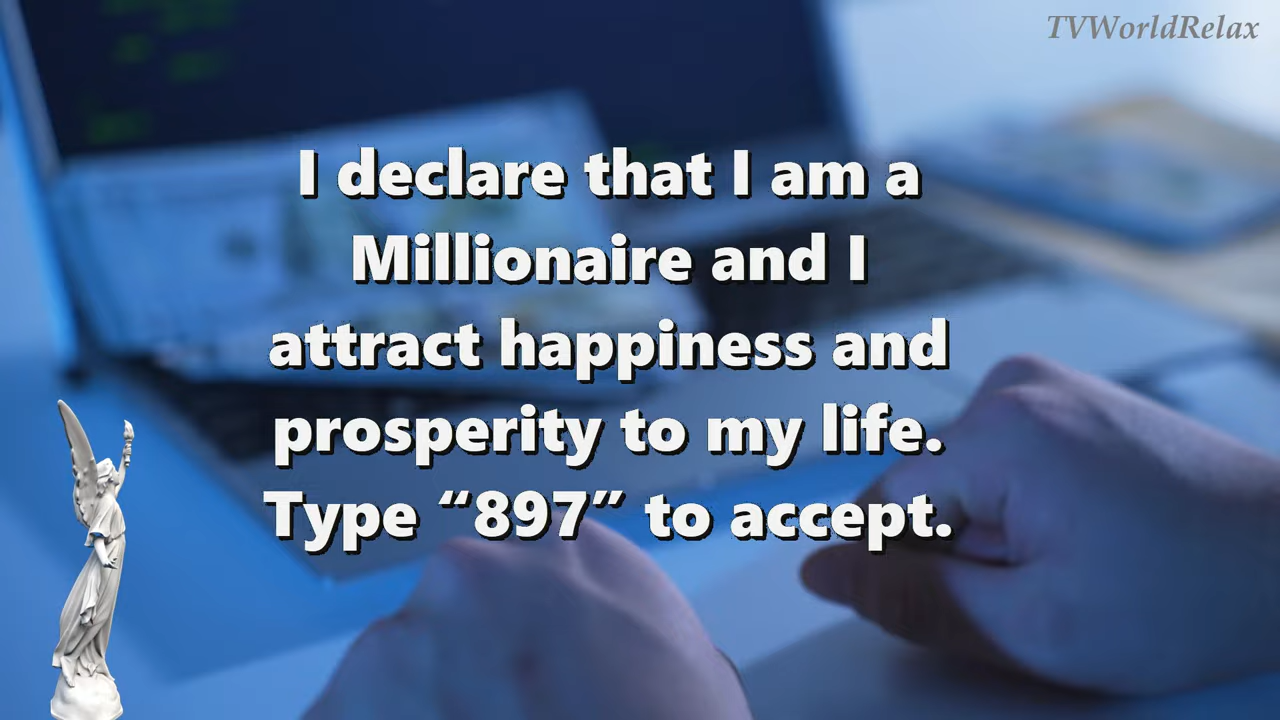 TVWorldRelax
I declare that I am a
Millionaire and I
attract happiness and
prosperity to my life.
Type “897” to accept.